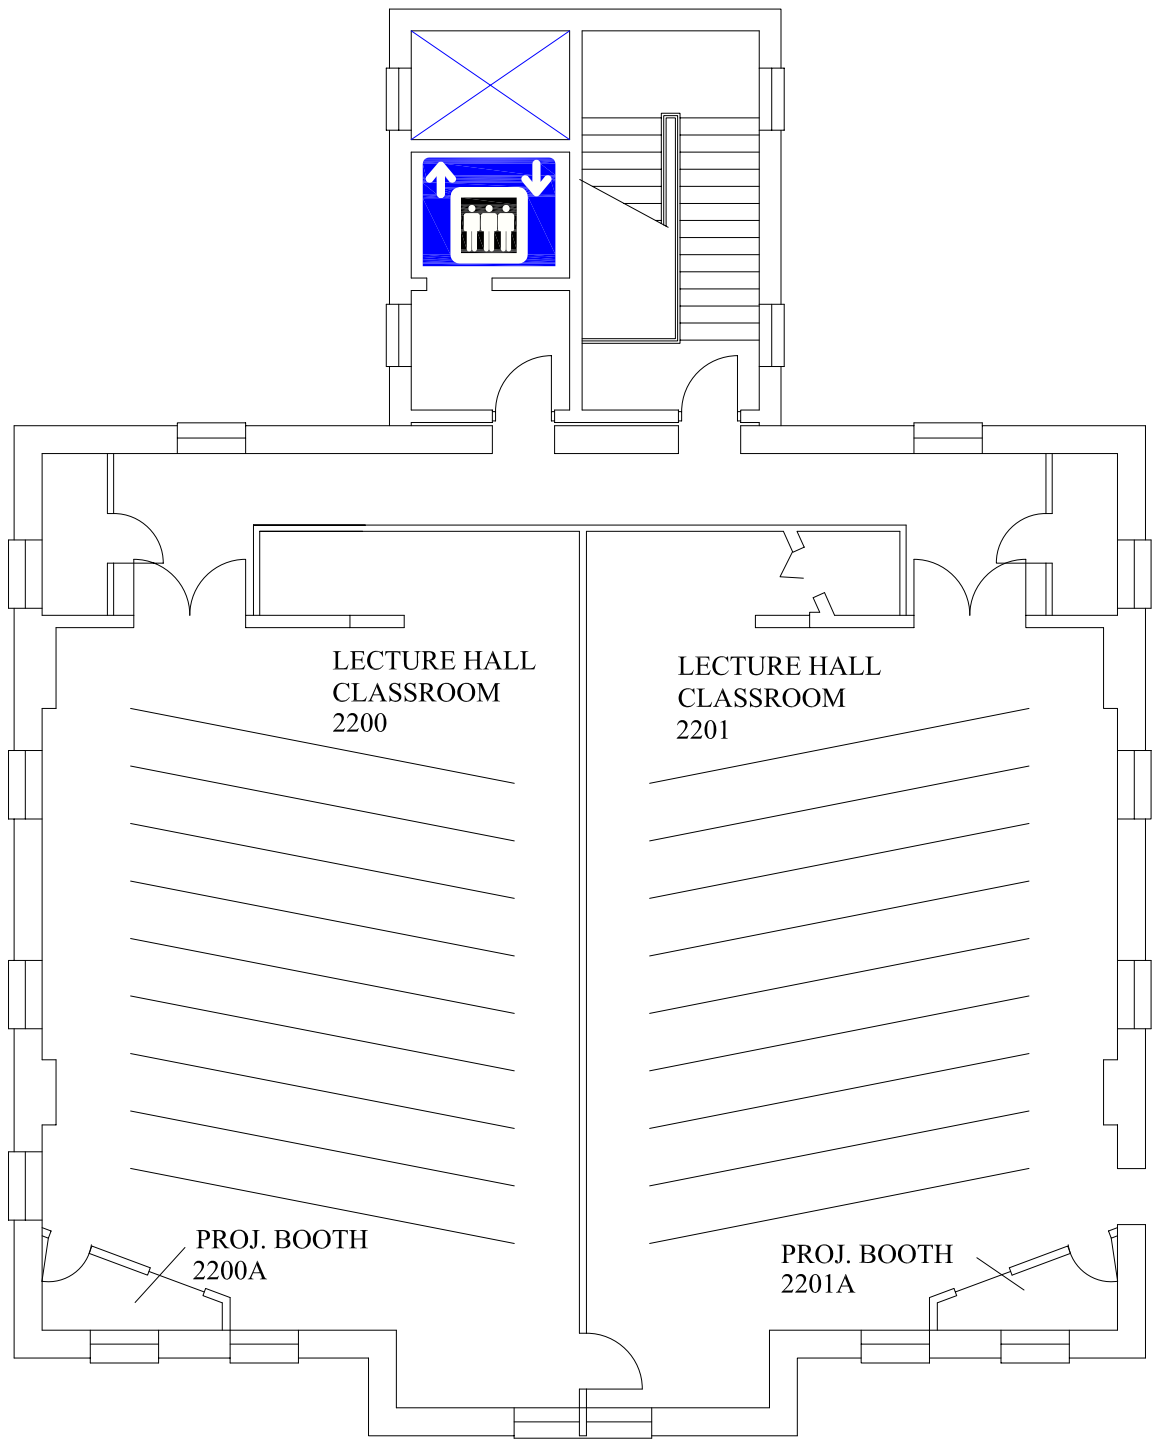 LECTURE HALL
CLASSROOM
2200
LECTURE HALL
CLASSROOM
2201
PROJ. BOOTH
2200A
PROJ. BOOTH
2201A